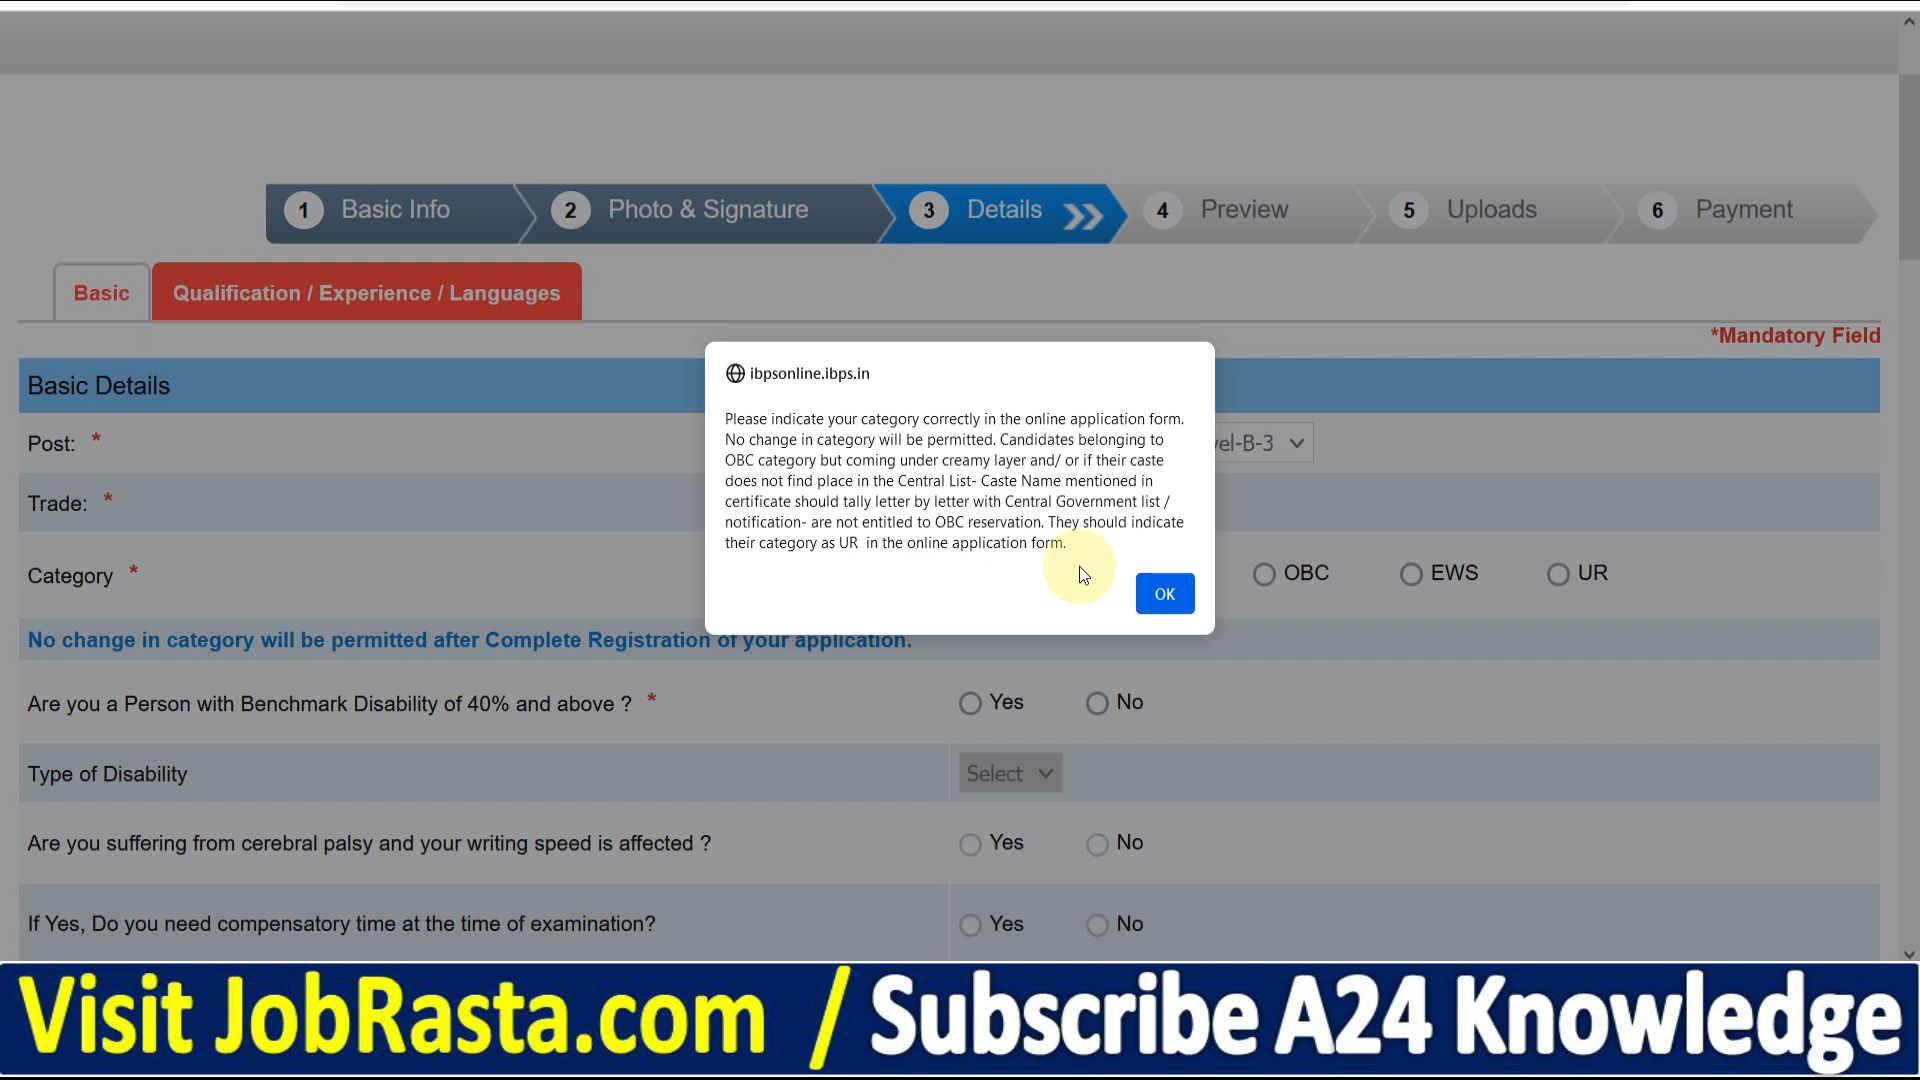 1 Basic Info 2 Photo & Signature 3 Details 4 Preview 5 Uploads 6 Payment
Basic Qualification / Experience / Languages
*Mandatory Field
Basic Details
Post: *
Trade: *
Category * OBC EWS UR
No change in category will be permitted after Complete Registration of your application.
Are you a Person with Benchmark Disability of 40% and above ? * Yes No
Type of Disability Select
Are you suffering from cerebral palsy and your writing speed is affected ? Yes No
If Yes, Do you need compensatory time at the time of examination? Yes No
ibpsonline.ibps.in
Please indicate your category correctly in the online application form.
No change in category will be permitted. Candidates belonging to
OBC category but coming under creamy layer and/ or if their caste
does not find place in the Central List- Caste Name mentioned in
certificate should tally letter by letter with Central Government list /
notification- are not entitled to OBC reservation. They should indicate
their category as UR  in the online application form.
OK
Visit JobRasta.com / Subscribe A24 Knowledge